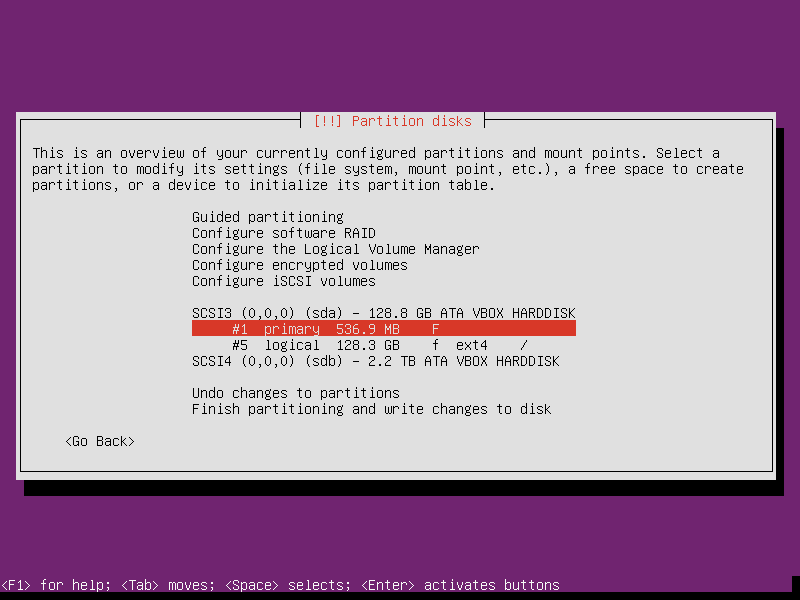 [!!] Partition disks
This is an overview of your currently configured partitions and mount points. Select a
partition to modify its settings (file system, mount point, etc.), a free space to create
partitions, or a device to initialize its partition table.
Guided partitioning
Configure software RAID
Configure the Logical Volume Manager
Configure encrypted volumes
Configure iSCSI volumes
SCSI3 (0,0,0) (sda) - 128.8 GB ATA VBOX HARDDISK
#1 primary 536.9 MB F
#5 logical 128.3 GB f ext4 /
SCSI4 (0,0,0) (sdb) - 2.2 TB ATA VBOX HARDDISK
Undo changes to partitions
Finish partitioning and write changes to disk
<Go Back>
<F1> for help; <Tab> moves; <Space> selects; <Enter> activates buttons